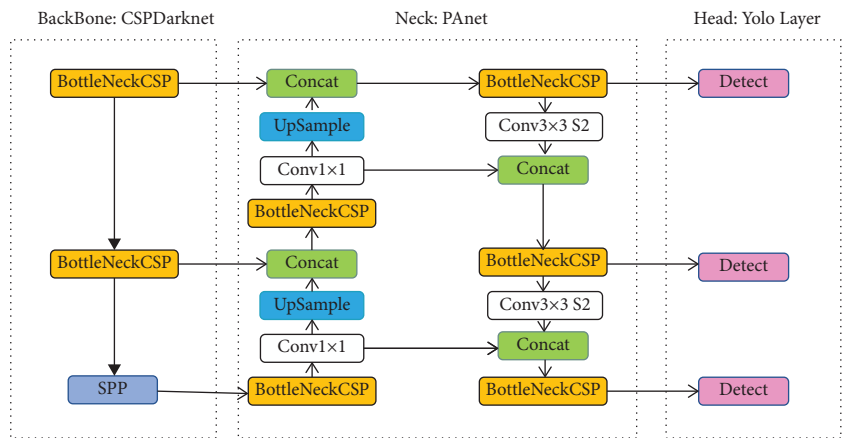 BackBone: CSPDarknet
Neck: PAnet
Head: Yolo Layer
BottleNeckCSP
Concat
BottleNeckCSP
Detect
UpSample
Conv3×3 S2
Conv1×1
Concat
BottleNeckCSP
BottleNeckCSP
Concat
BottleNeckCSP
Detect
UpSample
Conv3×3 S2
Conv1×1
Concat
SPP
BottleNeckCSP
BottleNeckCSP
Detect